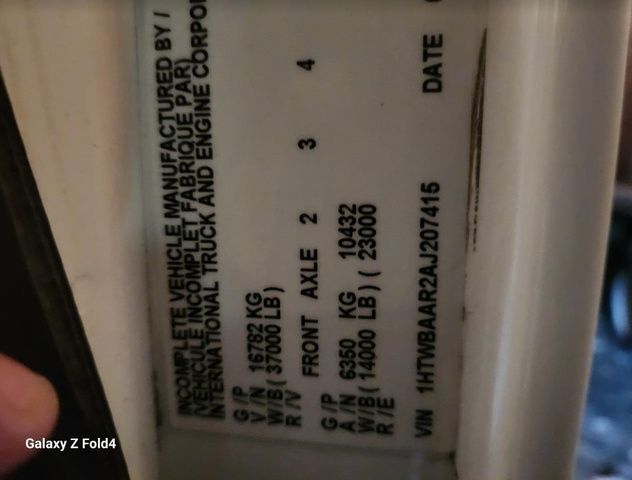 INCOMPLETE VEHICLE MANUFACTURED BY /
(VEHICULE INCOMPLET FABRIQUE PAR)
INTERNATIONAL TRUCK AND ENGINE CORPO
G /P
V /N 16782 KG
W/B( 37000 LB )
R /V
FRONT AXLE 2 3 4
G /P
A /N 6350 KG 10432
W/B( 14000 LB ) ( 23000
R /E
VIN 1HTWBAAR2AJ207415 DATE
Galaxy Z Fold4